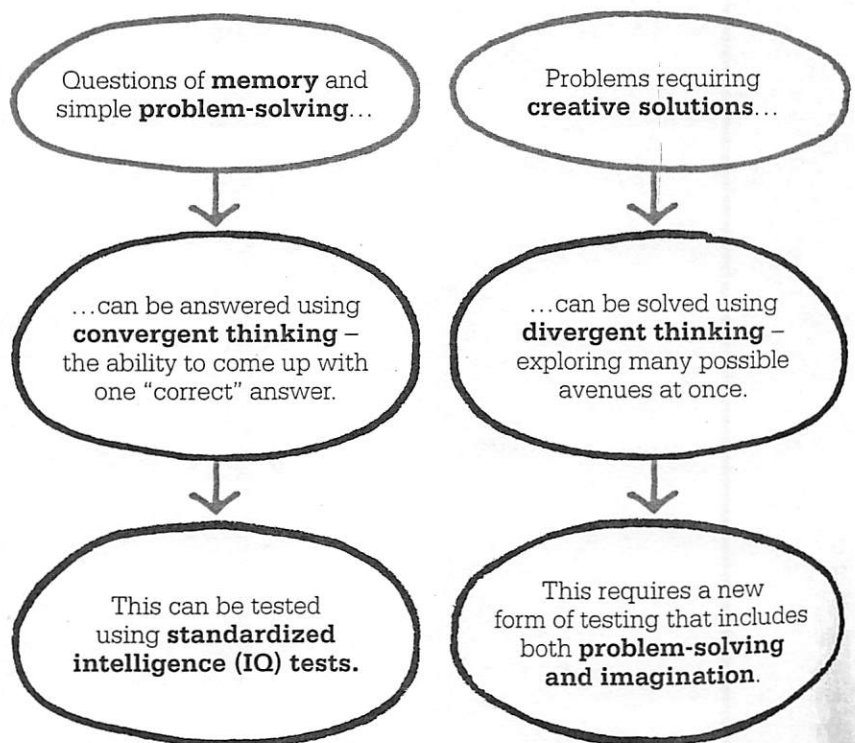 Questions of memory and
simple problem-solving…
…can be answered using
convergent thinking –
the ability to come up with
one “correct” answer.
This can be tested
using standardized
intelligence (IQ) tests.
Problems requiring
creative solutions…
…can be solved using
divergent thinking –
exploring many possible
avenues at once.
This requires a new
form of testing that includes
both problem-solving
and imagination.